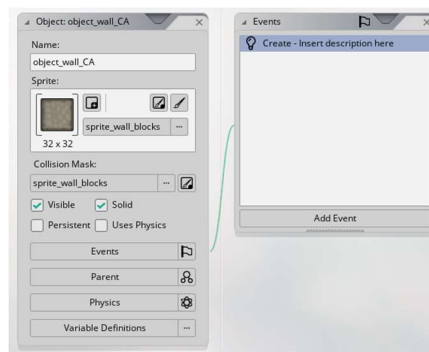 Object: object_wall_CA
Name:
object_wall_CA
Sprite:
sprite_wall_blocks ...
32 x 32
Collision Mask:
sprite_wall_blocks ...
Visible Solid
Persistent Uses Physics
Events
Parent
Physics
Variable Definitions ...
Events
Create - Insert description here
Add Event